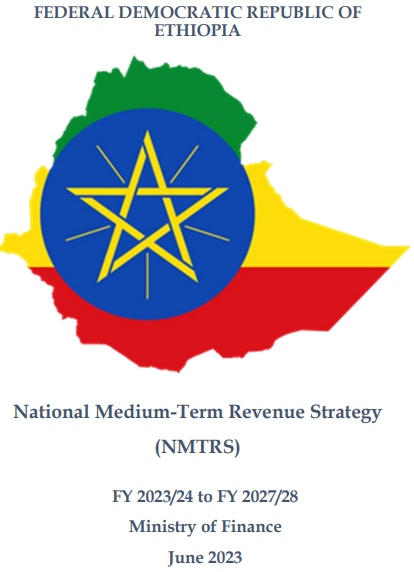 FEDERAL DEMOCRATIC REPUBLIC OF
ETHIOPIA
National Medium-Term Revenue Strategy
(NMTRS)
FY 2023/24 to FY 2027/28
Ministry of Finance
June 2023